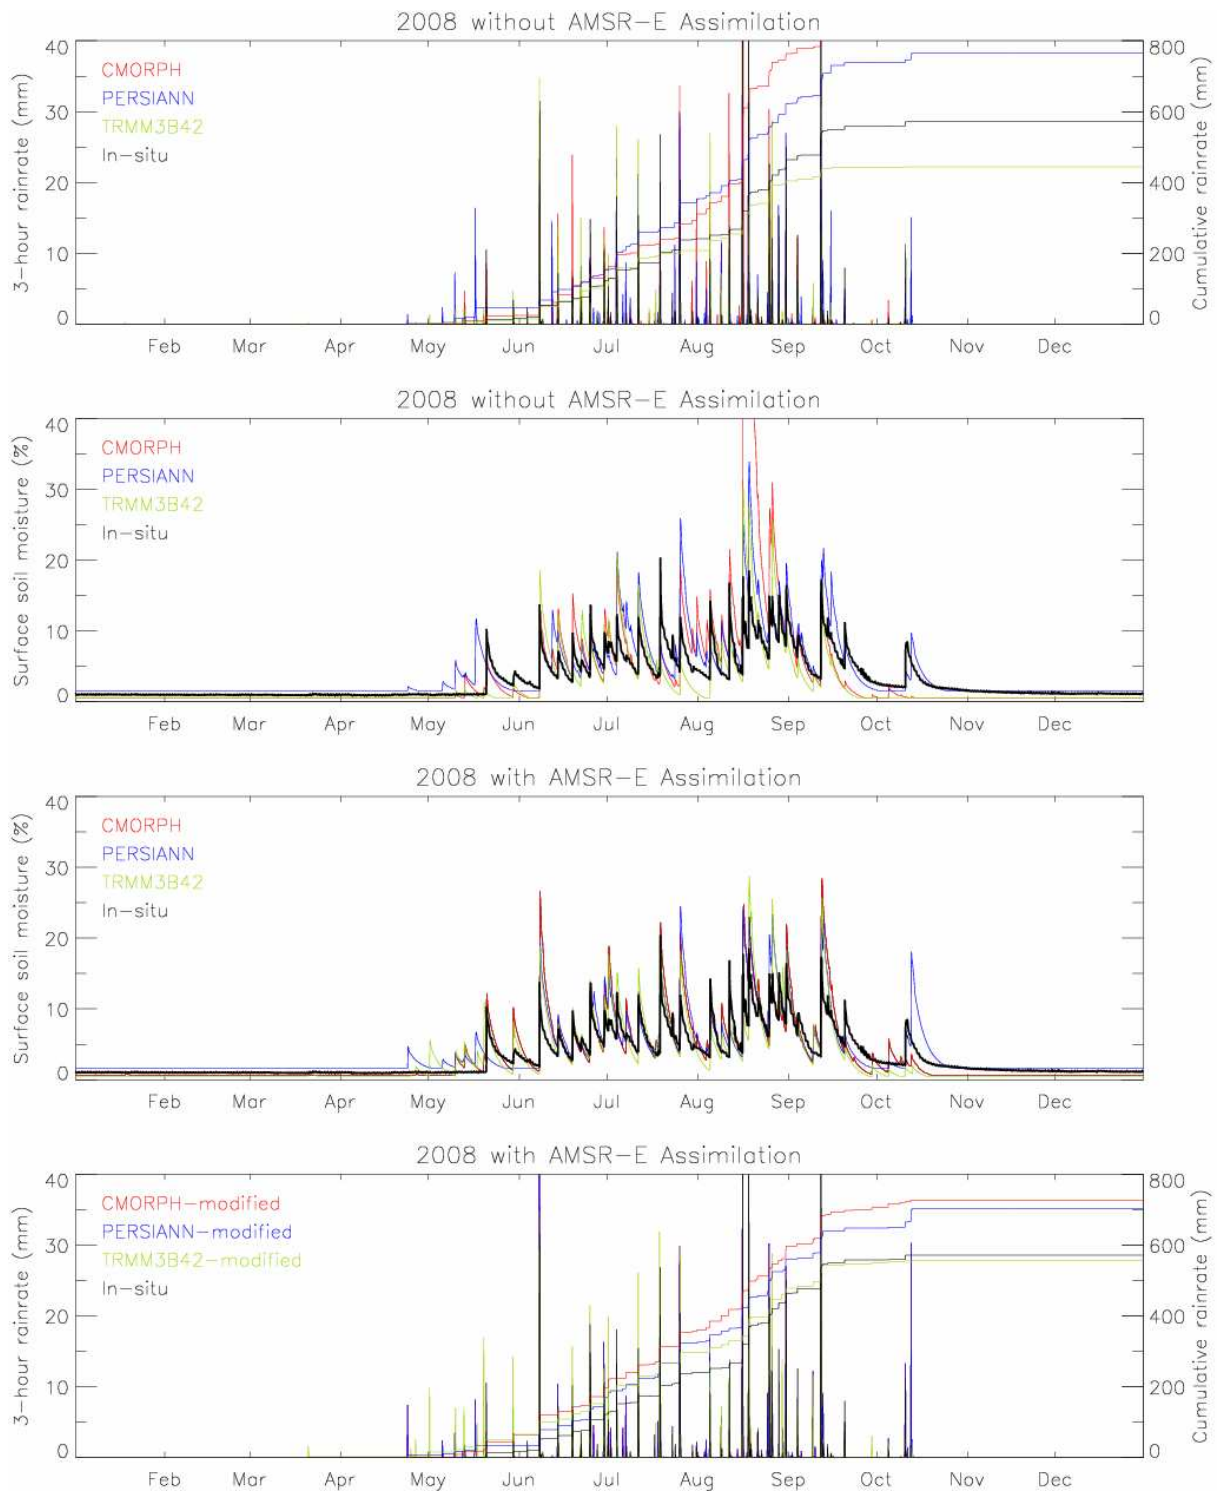 2008 without AMSR-E Assimilation
3-hour rainrate (mm)
Cumulative rainrate (mm)
CMORPH
PERSIANN
TRMM3B42
In-situ
40
30
20
10
0
800
600
400
200
0
Feb Mar Apr May Jun Jul Aug Sep Oct Nov Dec
2008 without AMSR-E Assimilation
Surface soil moisture (%)
CMORPH
PERSIANN
TRMM3B42
In-situ
40
30
20
10
0
Feb Mar Apr May Jun Jul Aug Sep Oct Nov Dec
2008 with AMSR-E Assimilation
Surface soil moisture (%)
CMORPH
PERSIANN
TRMM3B42
In-situ
40
30
20
10
0
Feb Mar Apr May Jun Jul Aug Sep Oct Nov Dec
2008 with AMSR-E Assimilation
3-hour rainrate (mm)
Cumulative rainrate (mm)
CMORPH-modified
PERSIANN-modified
TRMM3B42-modified
In-situ
40
30
20
10
0
800
600
400
200
0
Feb Mar Apr May Jun Jul Aug Sep Oct Nov Dec